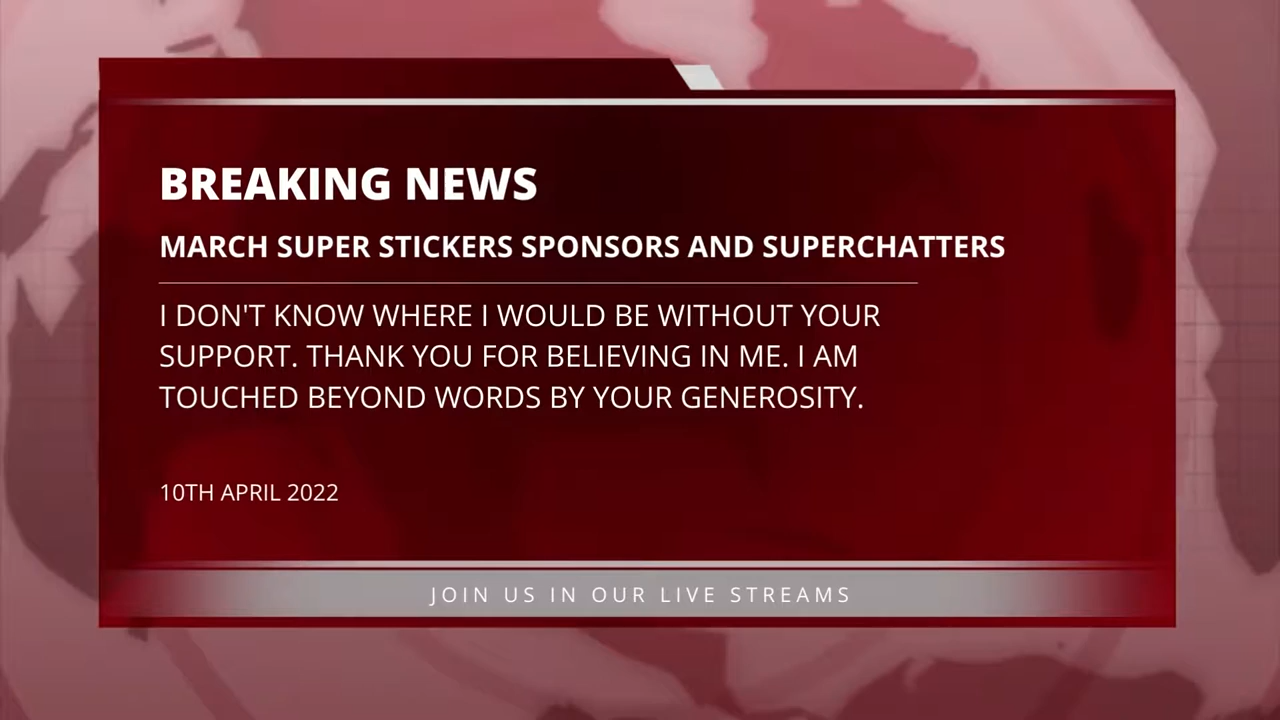 BREAKING NEWS
MARCH SUPER STICKERS SPONSORS AND SUPERCHATTERS
I DON'T KNOW WHERE I WOULD BE WITHOUT YOUR
SUPPORT. THANK YOU FOR BELIEVING IN ME. I AM
TOUCHED BEYOND WORDS BY YOUR GENEROSITY.
10TH APRIL 2022
JOIN US IN OUR LIVE STREAMS